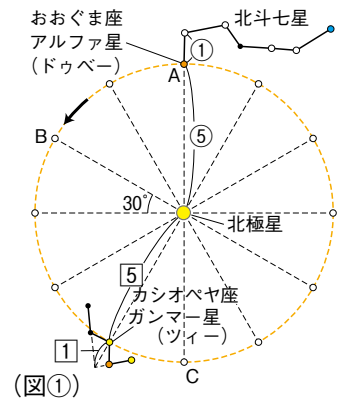 おおぐま座
アルファ星
（ドゥベー）
北斗七星
①
A
B
⑤
30°
北極星
5
カシオペヤ座
ガンマー星
（ツィー）
1
C
（図①）